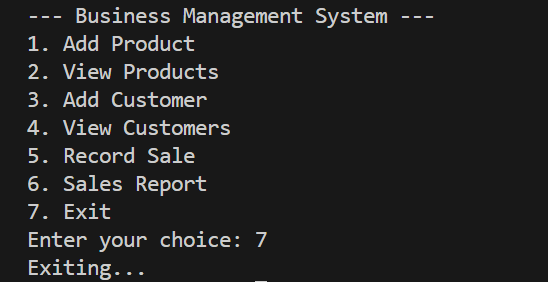 --- Business Management System ---
1. Add Product
2. View Products
3. Add Customer
4. View Customers
5. Record Sale
6. Sales Report
7. Exit
Enter your choice: 7
Exiting...